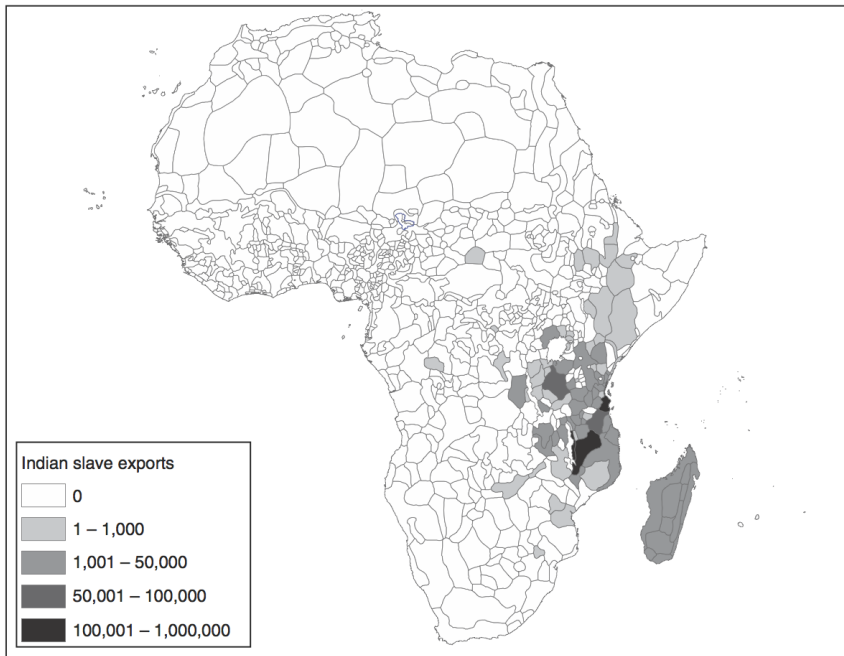 Indian slave exports
0
1 – 1,000
1,001 – 50,000
50,001 – 100,000
100,001 – 1,000,000